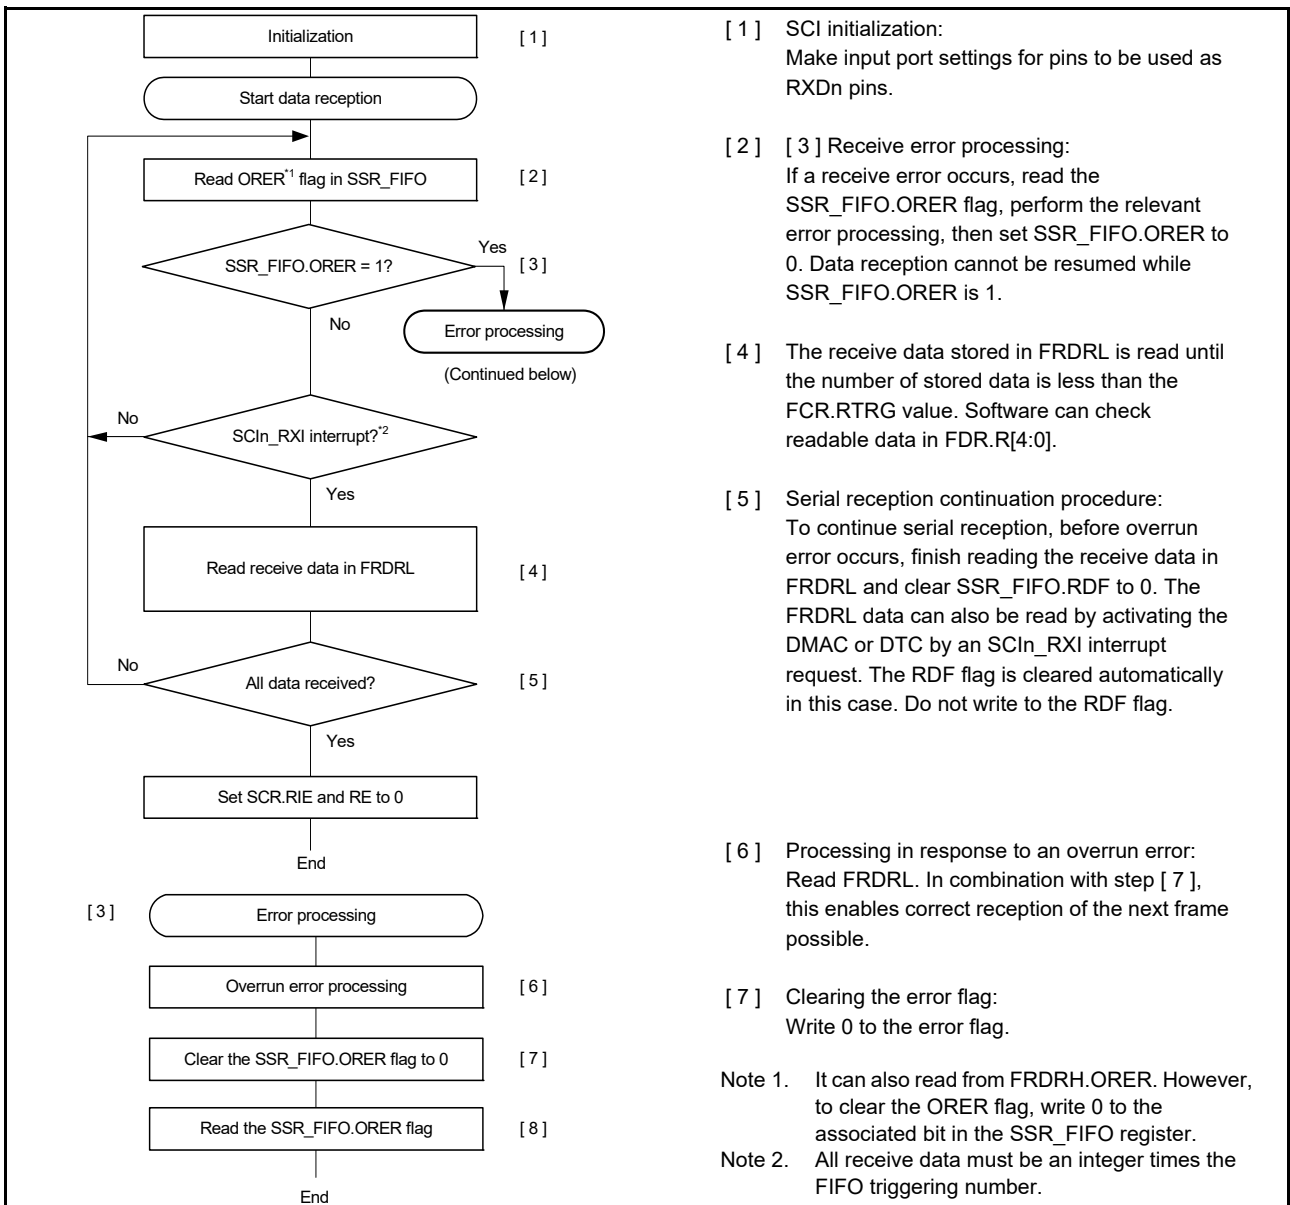 Initialization
[ 1 ]
Start data reception
Read ORER*1 flag in SSR_FIFO
[ 2 ]
SSR_FIFO.ORER = 1?
Yes
[ 3 ]
No
Error processing
(Continued below)
SCIn_RXI interrupt?*2
No
Yes
Read receive data in FRDRL
[ 4 ]
No
All data received?
[ 5 ]
Yes
Set SCR.RIE and RE to 0
End
[ 3 ]
Error processing
Overrun error processing
[ 6 ]
Clear the SSR_FIFO.ORER flag to 0
[ 7 ]
Read the SSR_FIFO.ORER flag
[ 8 ]
End
[ 1 ] SCI initialization:
Make input port settings for pins to be used as
RXDn pins.
[ 2 ] [ 3 ] Receive error processing:
If a receive error occurs, read the
SSR_FIFO.ORER flag, perform the relevant
error processing, then set SSR_FIFO.ORER to
0. Data reception cannot be resumed while
SSR_FIFO.ORER is 1.
[ 4 ] The receive data stored in FRDRL is read until
the number of stored data is less than the
FCR.RTRG value. Software can check
readable data in FDR.R[4:0].
[ 5 ] Serial reception continuation procedure:
To continue serial reception, before overrun
error occurs, finish reading the receive data in
FRDRL and clear SSR_FIFO.RDF to 0. The
FRDRL data can also be read by activating the
DMAC or DTC by an SCIn_RXI interrupt
request. The RDF flag is cleared automatically
in this case. Do not write to the RDF flag.
[ 6 ] Processing in response to an overrun error:
Read FRDRL. In combination with step [ 7 ],
this enables correct reception of the next frame
possible.
[ 7 ] Clearing the error flag:
Write 0 to the error flag.
Note 1. It can also read from FRDRH.ORER. However,
to clear the ORER flag, write 0 to the
associated bit in the SSR_FIFO register.
Note 2. All receive data must be an integer times the
FIFO triggering number.